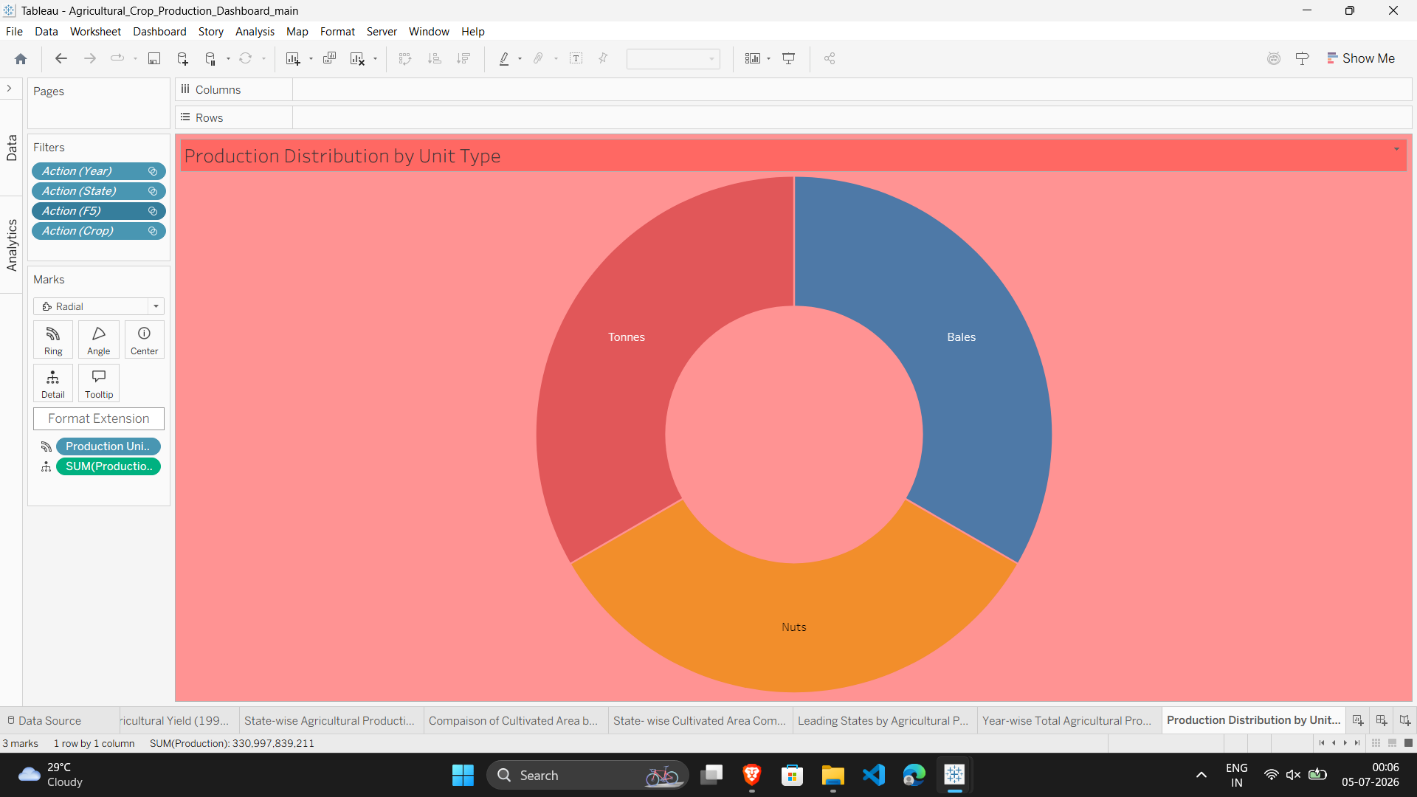 Tableau - Agricultural_Crop_Production_Dashboard_main
File Data Worksheet Dashboard Story Analysis Map Format Server Window Help
Show Me
Pages
Columns
Rows
Data
Analytics
Filters
Action (Year)
Action (State)
Action (F5)
Action (Crop)
Marks
Radial
Ring Angle Center
Detail Tooltip
Format Extension
Production Uni..
SUM(Productio..
Production Distribution by Unit Type
Tonnes
Bales
Nuts
Data Source ricultural Yield (199... State-wise Agricultural Producti... Compaison of Cultivated Area b... State- wise Cultivated Area Com... Leading States by Agricultural P... Year-wise Total Agricultural Pro... Production Distribution by Unit...
3 marks 1 row by 1 column SUM(Production): 330,997,839,211
29°C
Cloudy
Search
ENG
IN
00:06
05-07-2026